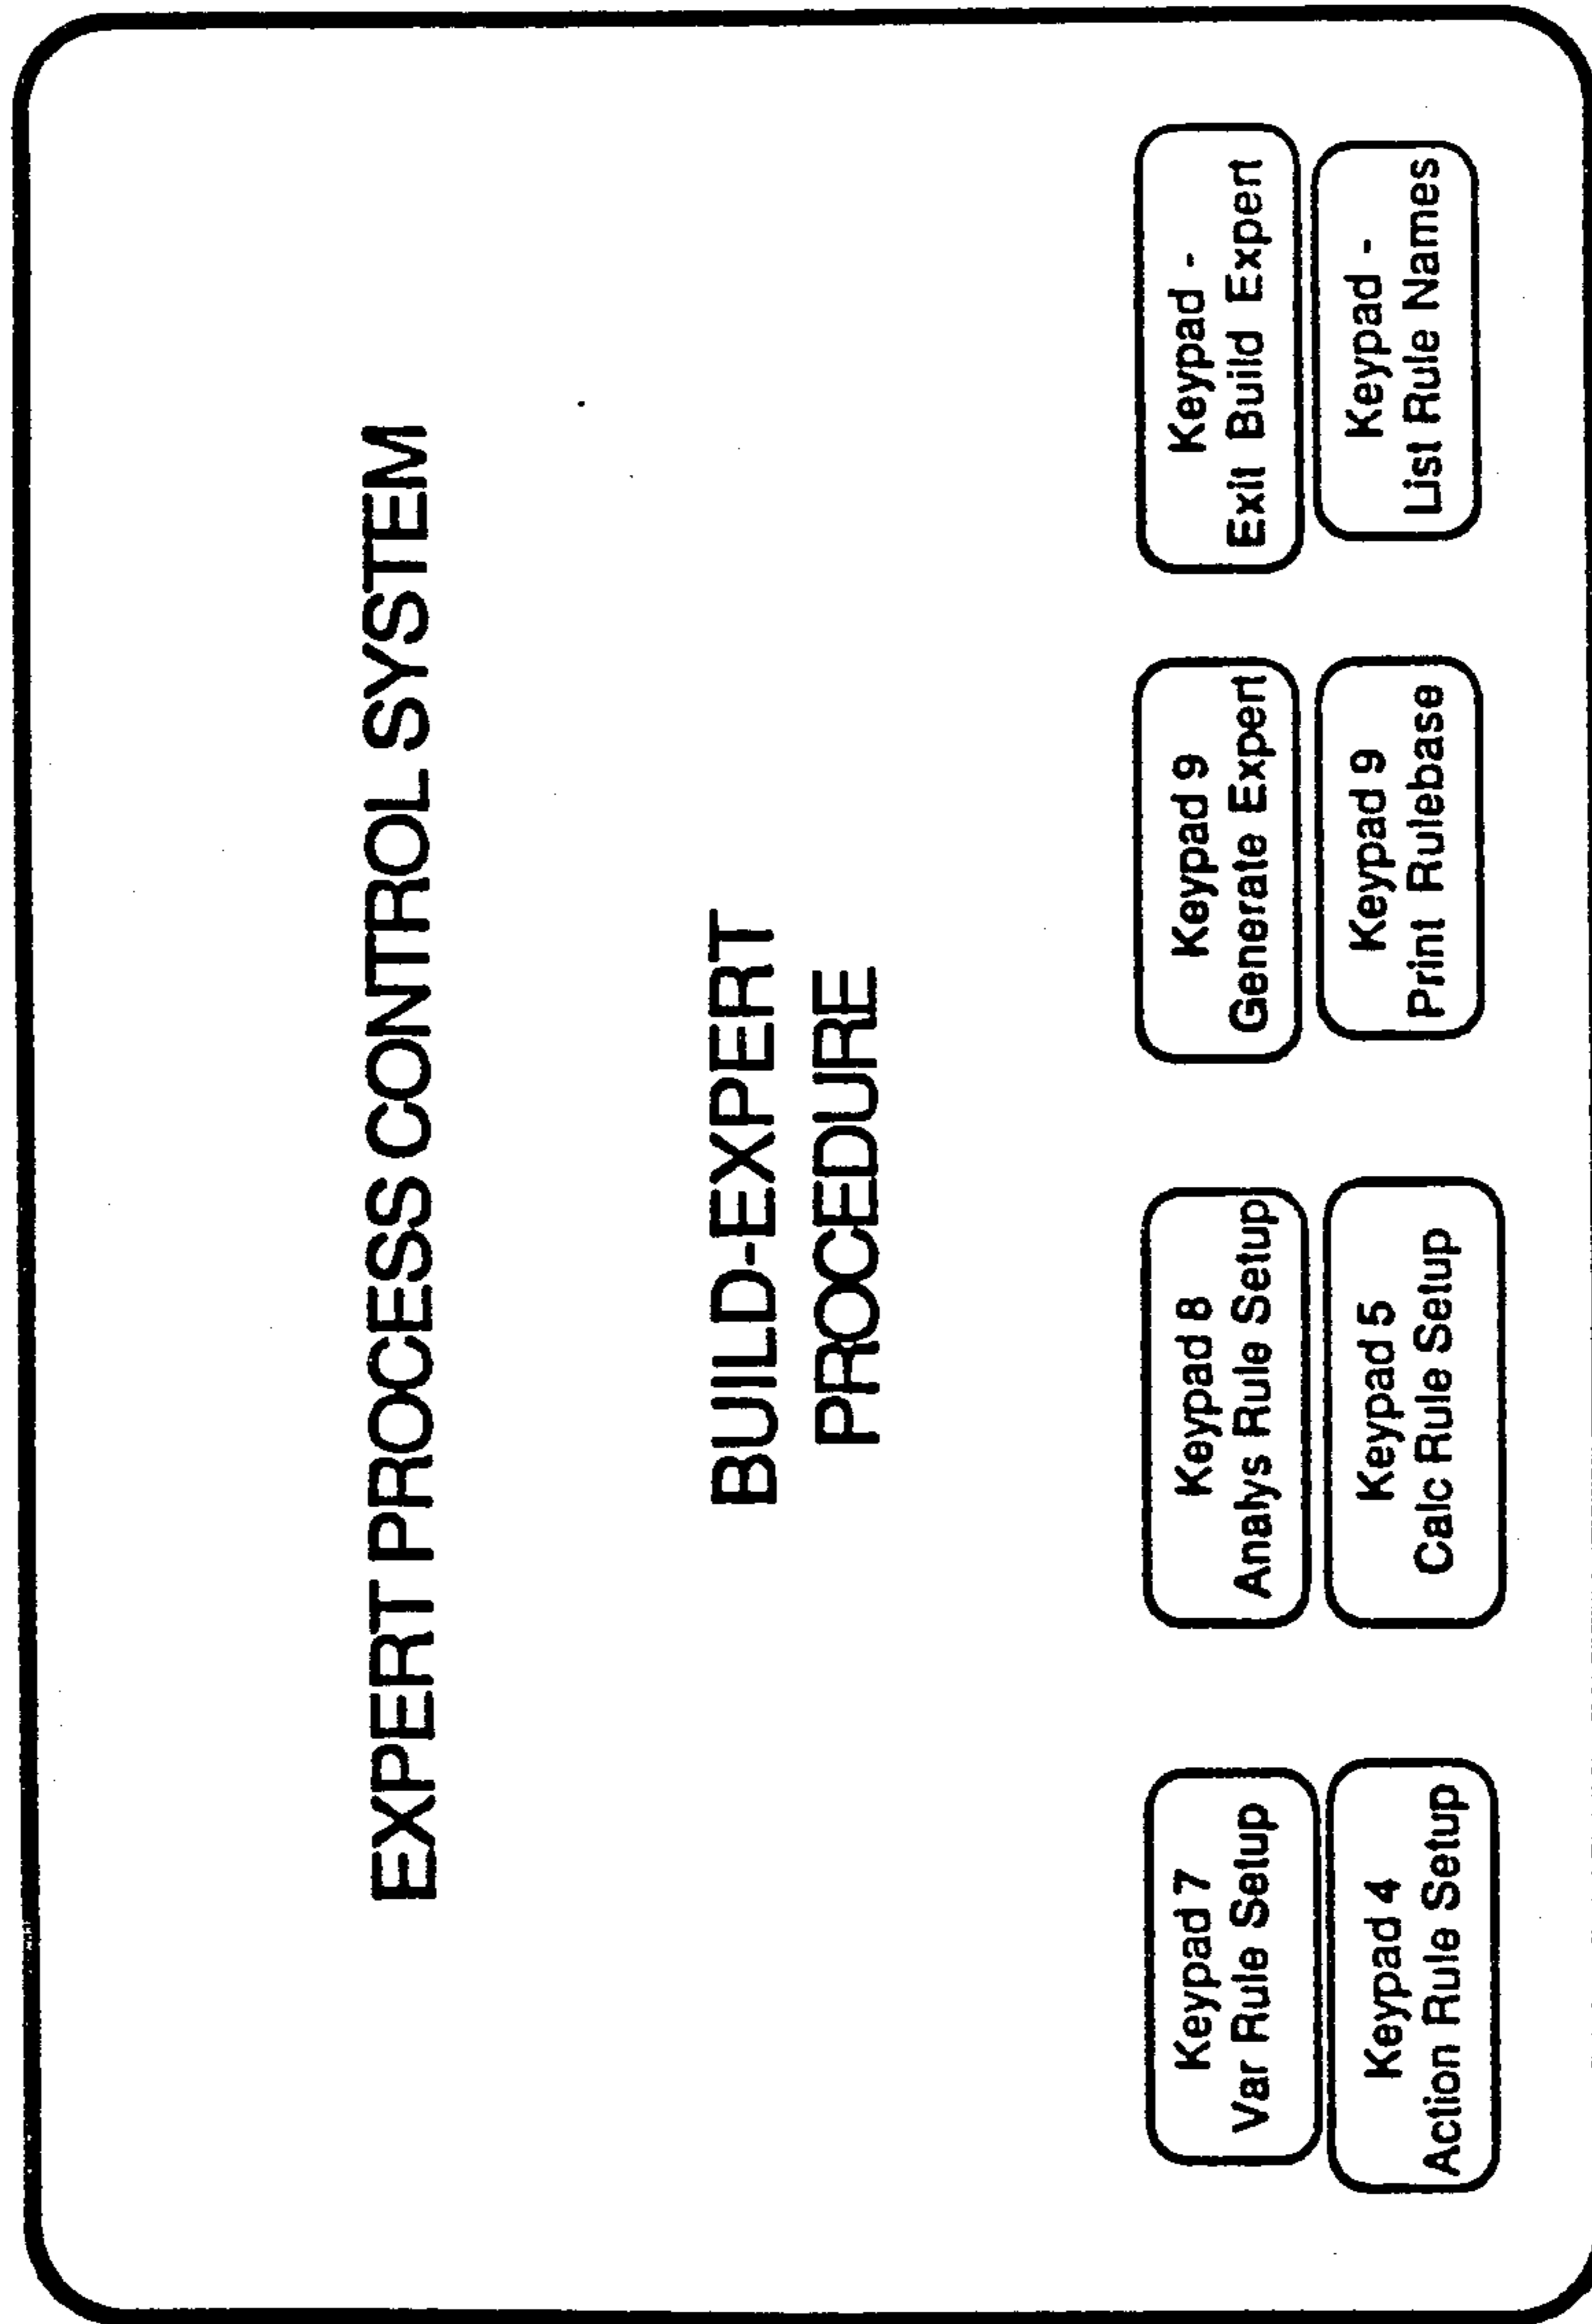 EXPERT PROCESS CONTROL SYSTEM
BUILD-EXPERT
PROCEDURE
Keypad 7
Var Rule Setup
Keypad 8
Analys Rule Setup
Keypad 9
Generate Expert
Keypad -
Exit Build Expert
Keypad 4
Action Rule Setup
Keypad 5
Calc Rule Setup
Keypad 9
Print Rulebase
Keypad -
List Rule Names